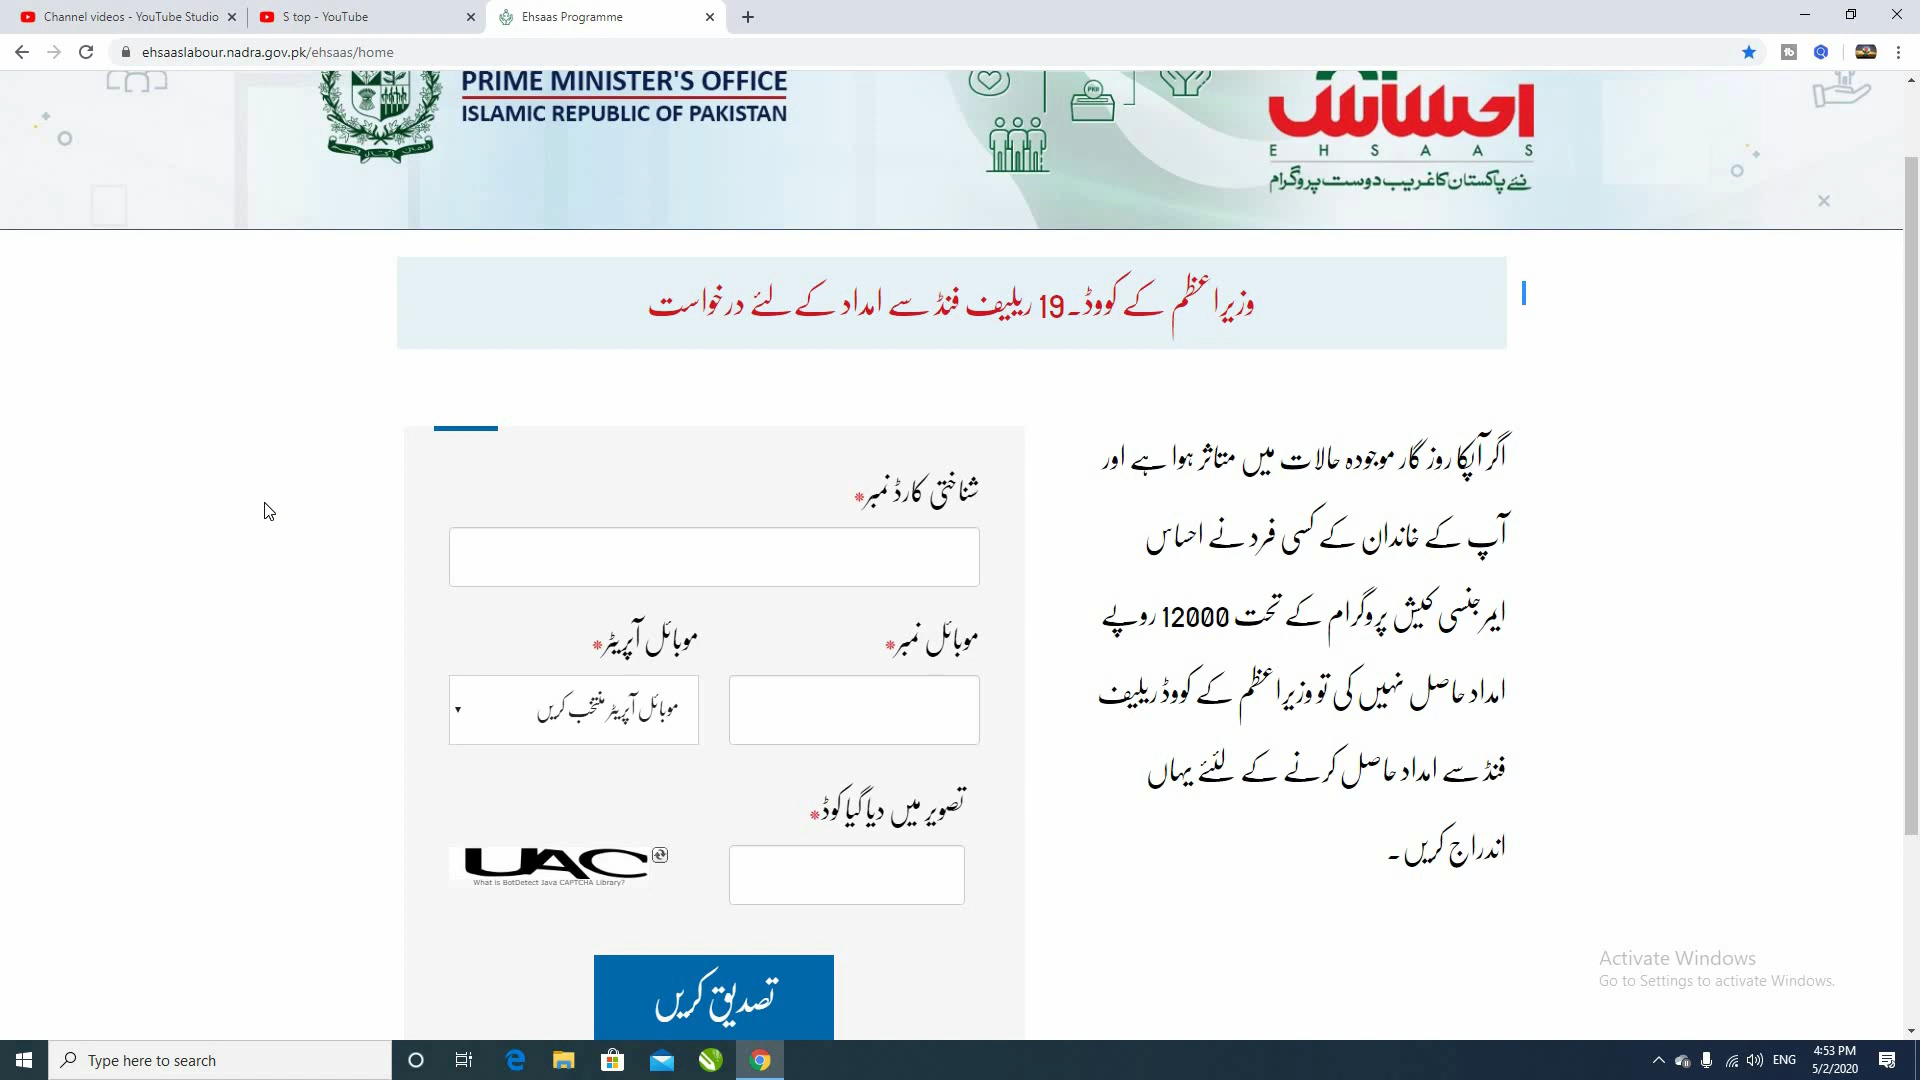 Channel videos - YouTube Studio
S top - YouTube
Ehsaas Programme
ehsaaslabour.nadra.gov.pk/ehsaas/home
PRIME MINISTER'S OFFICE
ISLAMIC REPUBLIC OF PAKISTAN
PKR
احساس
EHSAAS
نئے پاکستان کا غریب دوست پروگرام
وزیراعظم کے کووڈ۔19 ریلیف فنڈ سے امداد کے لئے درخواست
اگر آپکا روزگار موجودہ حالات میں متاثر ہوا ہے اور
آپ کے خاندان کے کسی فرد نے احساس
ایمرجنسی کیش پروگرام کے تحت 12000 روپے
امداد حاصل نہیں کی تو وزیراعظم کے کووڈ ریلیف
فنڈ سے امداد حاصل کرنے کے لئے یہاں
اندراج کریں۔
شناختی کارڈ نمبر*
موبائل نمبر*
موبائل آپریٹر*
موبائل آپریٹر منتخب کریں
تصویر میں دیا گیا کوڈ*
UAC
What is BotDetect Java CAPTCHA Library?
تصدیق کریں
Activate Windows
Go to Settings to activate Windows.
Type here to search
ENG
4:53 PM
5/2/2020